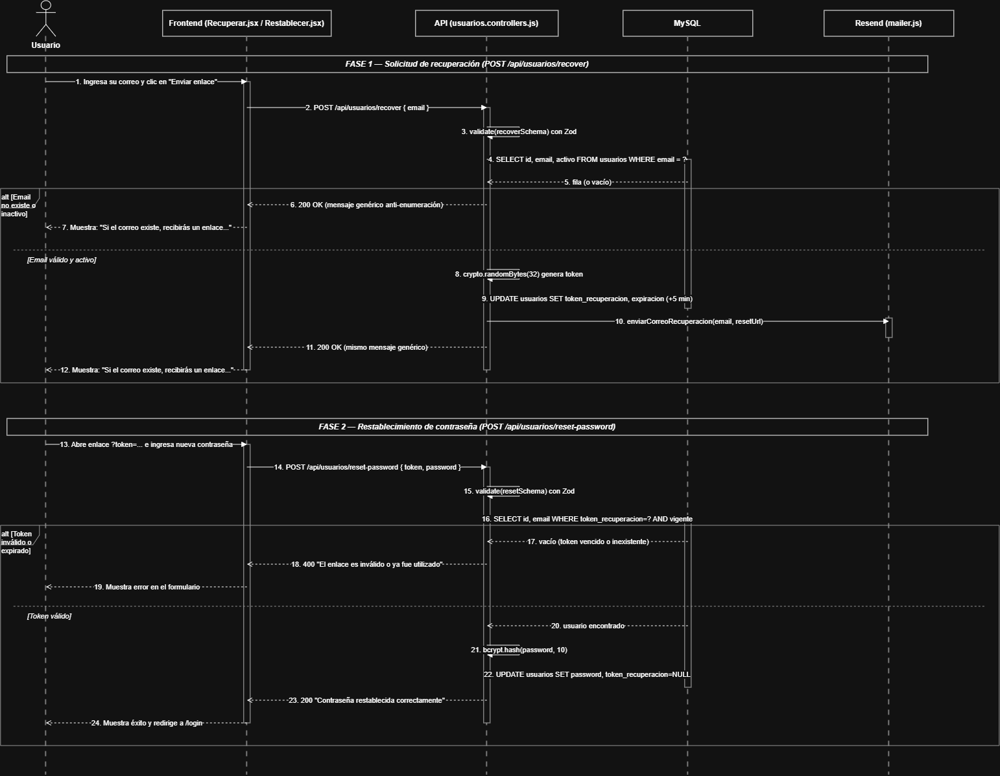 Usuario
Frontend (Recuperar.jsx / Restablecer.jsx)
API (usuarios.controllers.js)
MySQL
Resend (mailer.js)
FASE 1 — Solicitud de recuperación (POST /api/usuarios/recover)
1. Ingresa su correo y clic en "Enviar enlace"
2. POST /api/usuarios/recover { email }
3. validate(recoverSchema) con Zod
4. SELECT id, email, activo FROM usuarios WHERE email = ?
5. fila (o vacío)
alt [Email
no existe o
inactivo]
6. 200 OK (mensaje genérico anti-enumeración)
7. Muestra: "Si el correo existe, recibirás un enlace..."
[Email válido y activo]
8. crypto.randomBytes(32) genera token
9. UPDATE usuarios SET token_recuperacion, expiracion (+5 min)
10. enviarCorreoRecuperacion(email, resetUrl)
11. 200 OK (mismo mensaje genérico)
12. Muestra: "Si el correo existe, recibirás un enlace..."
FASE 2 — Restablecimiento de contraseña (POST /api/usuarios/reset-password)
13. Abre enlace ?token=... e ingresa nueva contraseña
14. POST /api/usuarios/reset-password { token, password }
15. validate(resetSchema) con Zod
16. SELECT id, email WHERE token_recuperacion=? AND vigente
alt [Token
inválido o
expirado]
17. vacío (token vencido o inexistente)
18. 400 "El enlace es inválido o ya fue utilizado"
19. Muestra error en el formulario
[Token válido]
20. usuario encontrado
21. bcrypt.hash(password, 10)
22. UPDATE usuarios SET password, token_recuperacion=NULL
23. 200 "Contraseña restablecida correctamente"
24. Muestra éxito y redirige a /login